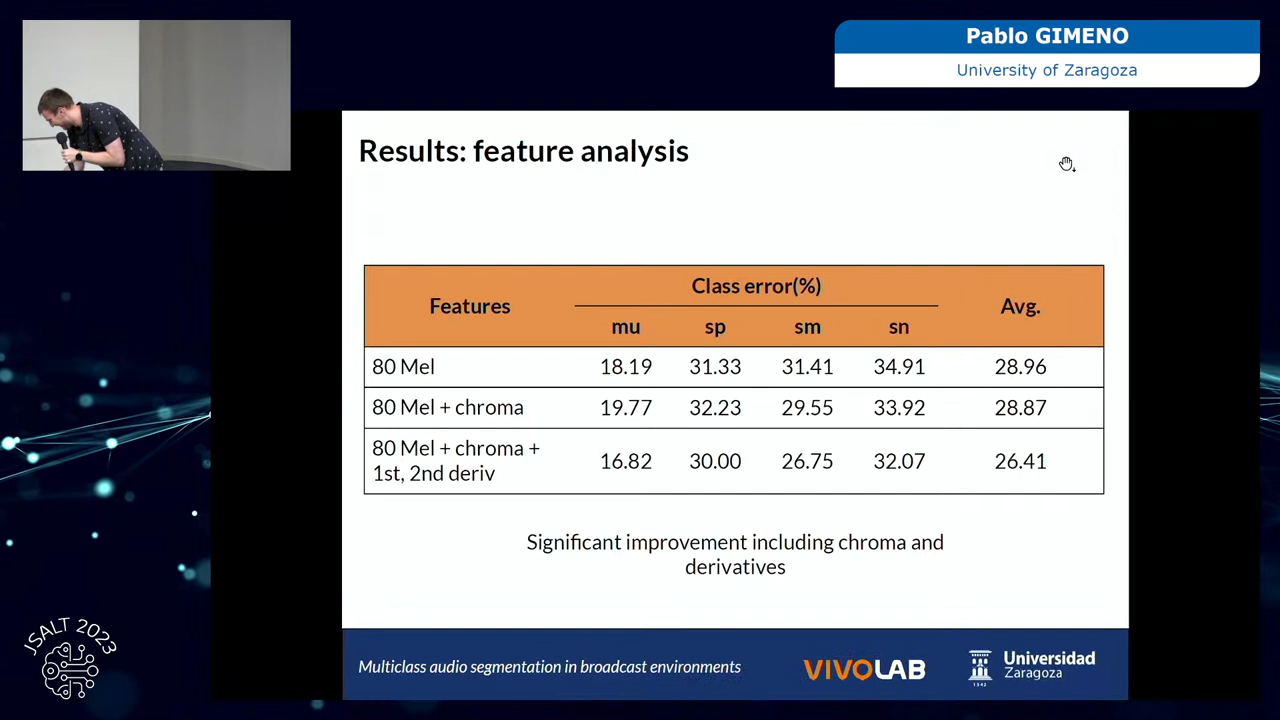 Pablo GIMENO
University of Zaragoza
Results: feature analysis
Features
Class error(%)
Avg.
mu sp sm sn
80 Mel 18.19 31.33 31.41 34.91 28.96
80 Mel + chroma 19.77 32.23 29.55 33.92 28.87
80 Mel + chroma +
1st, 2nd deriv 16.82 30.00 26.75 32.07 26.41
Significant improvement including chroma and
derivatives
Multiclass audio segmentation in broadcast environments
VIVOLAB
1542
Universidad
Zaragoza
JSALT 2023